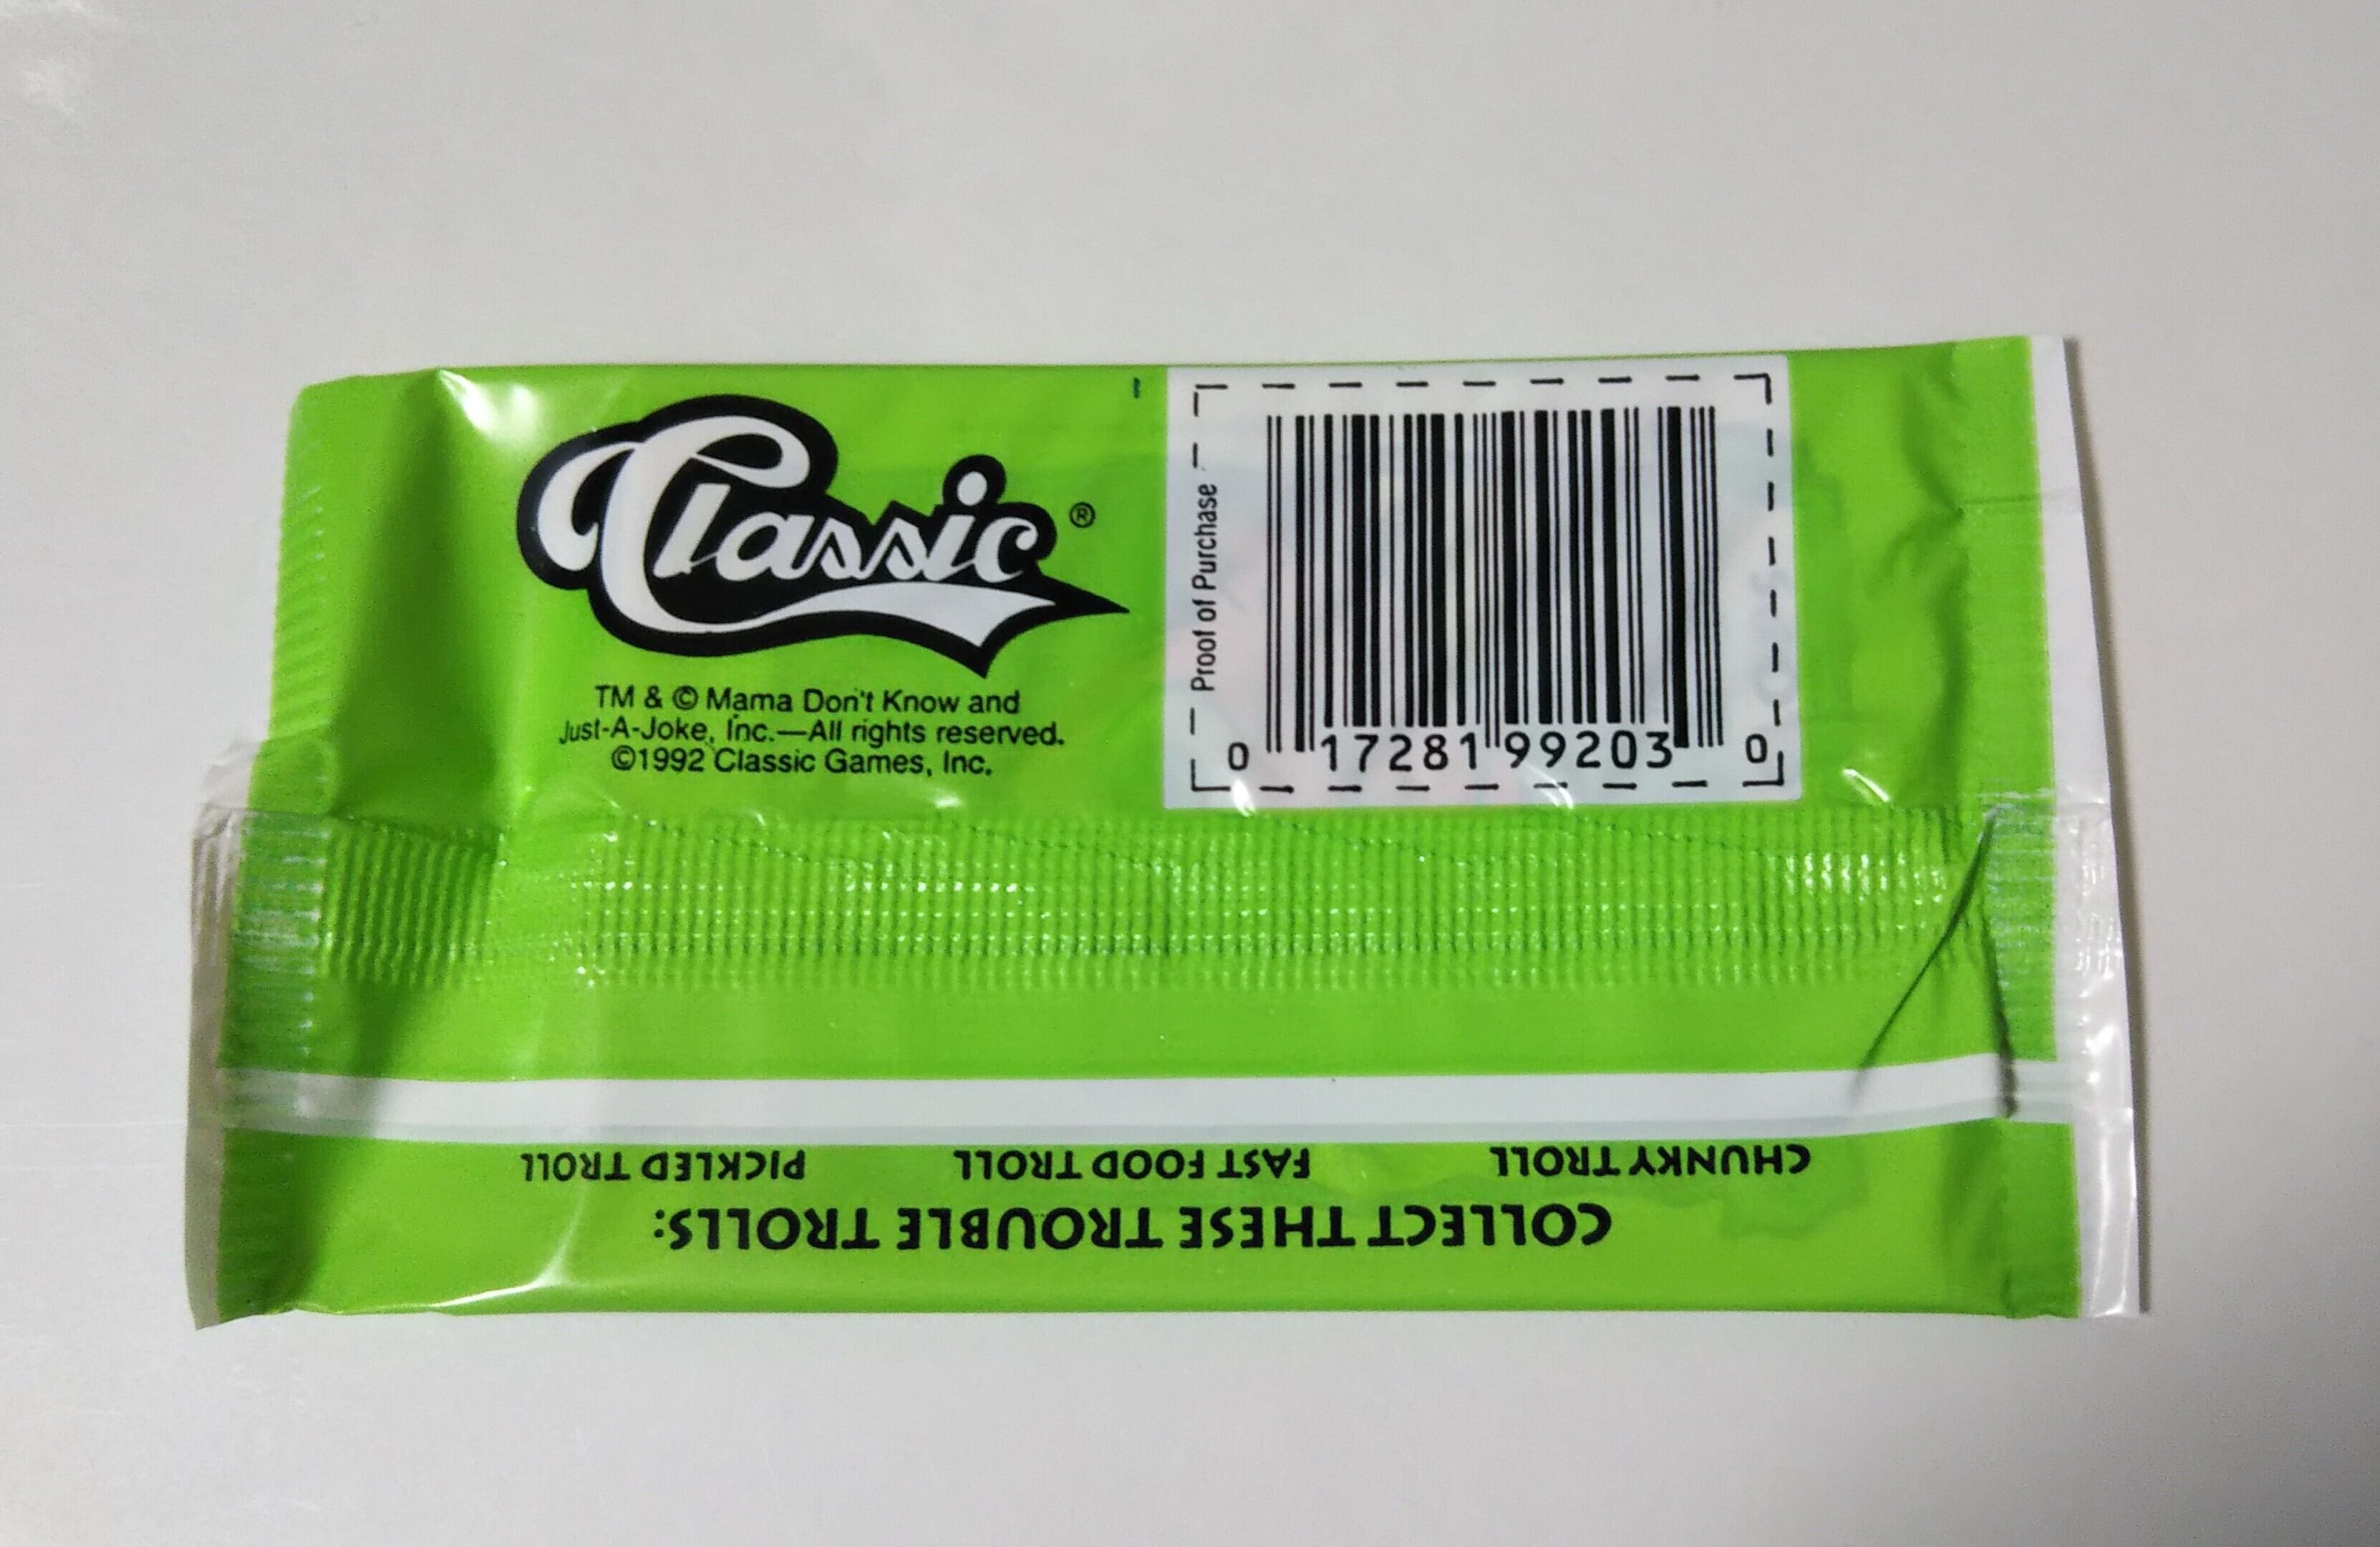 Classic ®
TM & © Mama Don't Know and
Just-A-Joke, Inc.—All rights reserved.
©1992 Classic Games, Inc.
Proof of Purchase
0 17281 99203 0
COLLECT THESE TROUBLE TROLLS:
CHUNKY TROLL FAST FOOD TROLL PICKLED TROLL